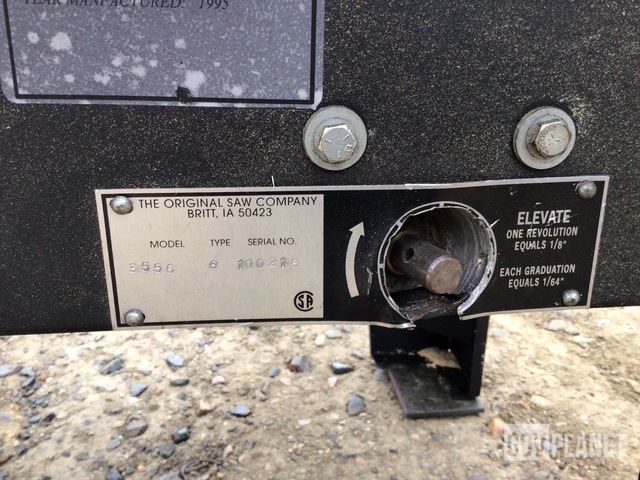 YEAR MANUFACTURED: 1995
THE ORIGINAL SAW COMPANY
BRITT, IA 50423
MODEL TYPE SERIAL NO.
ELEVATE
ONE REVOLUTION
EQUALS 1/8"
EACH GRADUATION
EQUALS 1/64"
SA